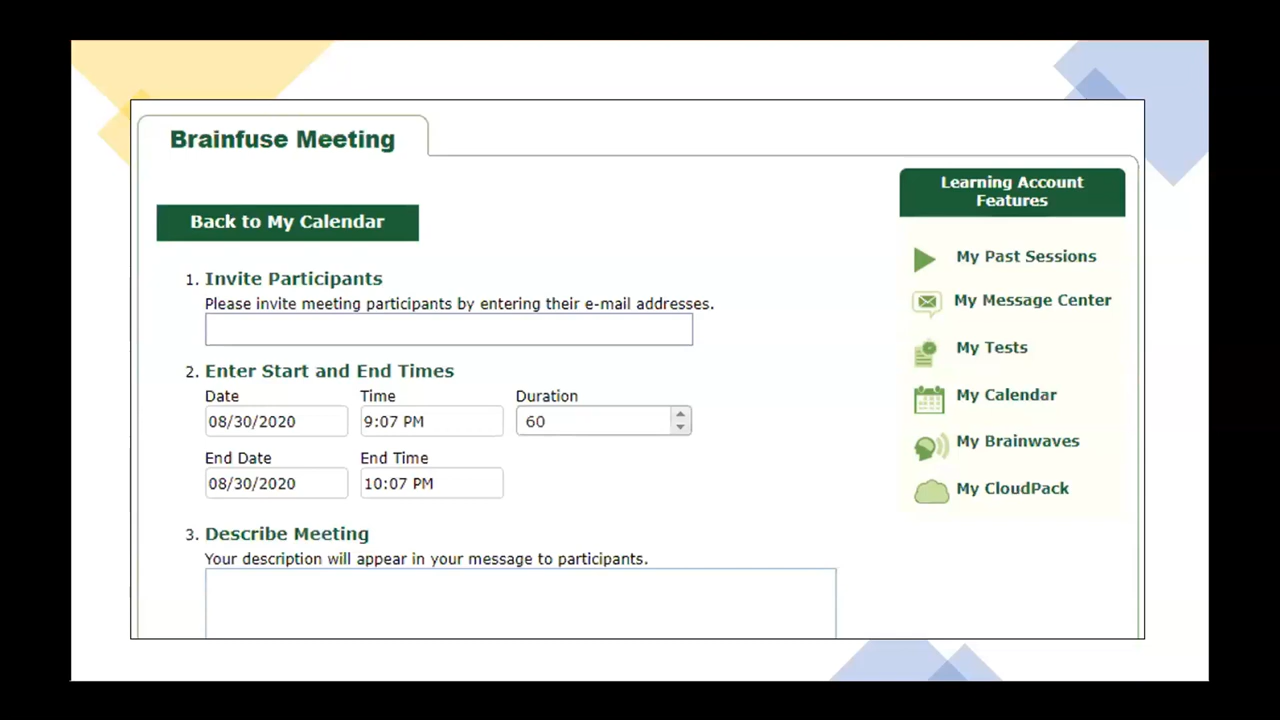 Brainfuse Meeting
Back to My Calendar
1. Invite Participants
Please invite meeting participants by entering their e-mail addresses.
2. Enter Start and End Times
Date Time Duration
08/30/2020 9:07 PM 60
End Date End Time
08/30/2020 10:07 PM
3. Describe Meeting
Your description will appear in your message to participants.
Learning Account
Features
My Past Sessions
My Message Center
My Tests
My Calendar
My Brainwaves
My CloudPack